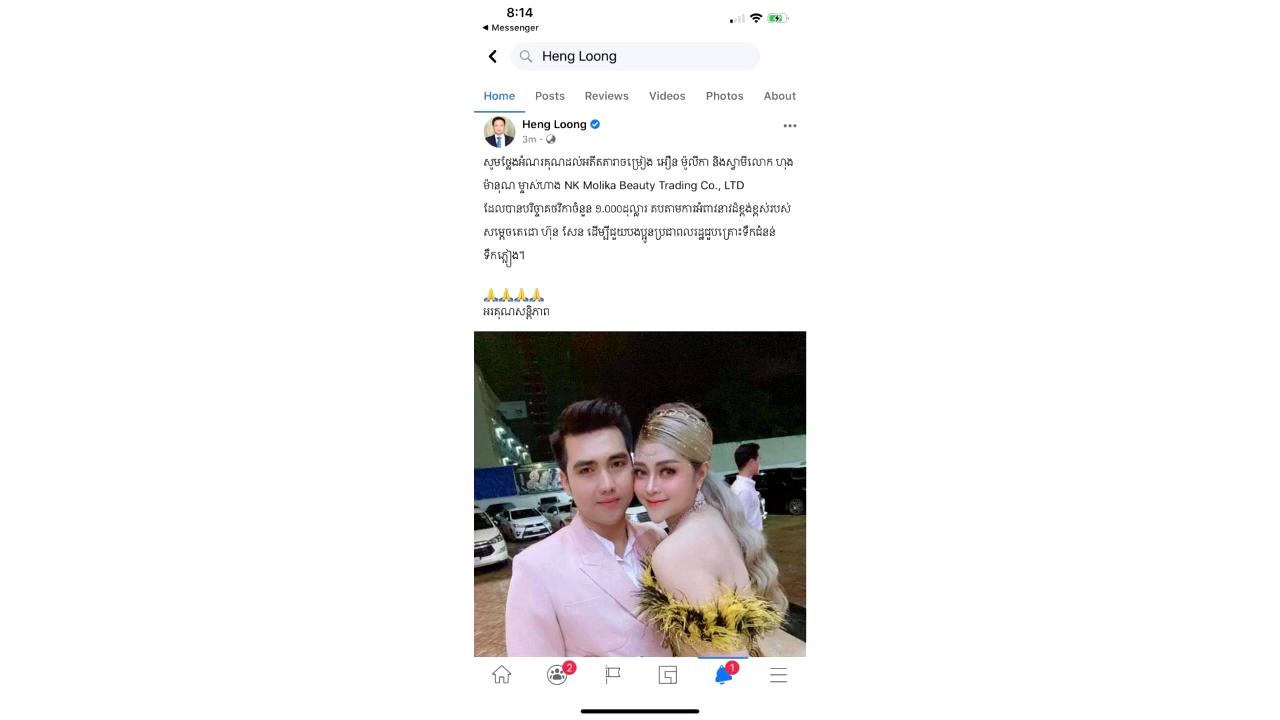 8:14
Messenger
Heng Loong
Home Posts Reviews Videos Photos About
Heng Loong
3m
សូមថ្លែងអំណរគុណដល់អតីតតារាចម្រៀង អឿន ម៉ូលីកា និងស្វាមីលោក ហុង
ម៉ានុណ ម្ចាស់ហាង NK Molika Beauty Trading Co., LTD
ដែលបានបរិច្ចាគថវិកាចំនួន ១.000ដុល្លារ តបតាមការអំពាវនាវដ៏ខ្ពង់ខ្ពស់របស់
សម្តេចតេជោ ហ៊ុន សែន ដើម្បីជួយបងប្អូនប្រជាពលរដ្ឋជួបគ្រោះទឹកជំនន់
ទឹកភ្លៀង។
🙏🙏🙏🙏
អរគុណសន្តិភាព
2
1